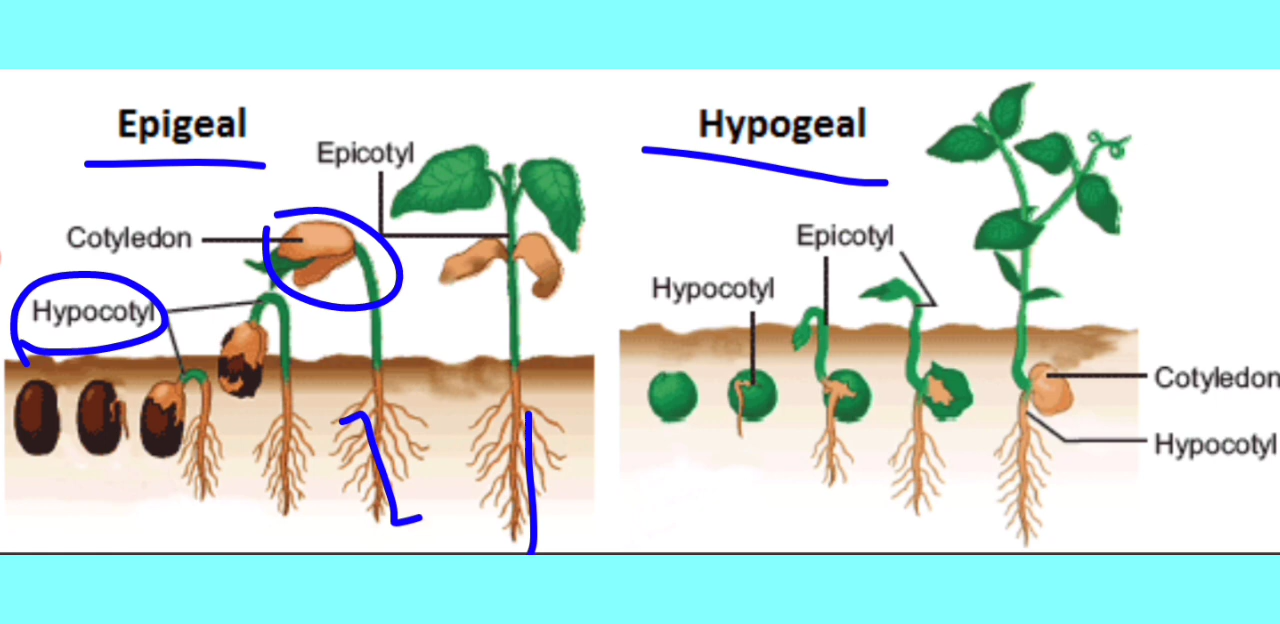 Epigeal
Epicotyl
Cotyledon
Hypocotyl
Hypogeal
Epicotyl
Hypocotyl
Cotyledon
Hypocotyl